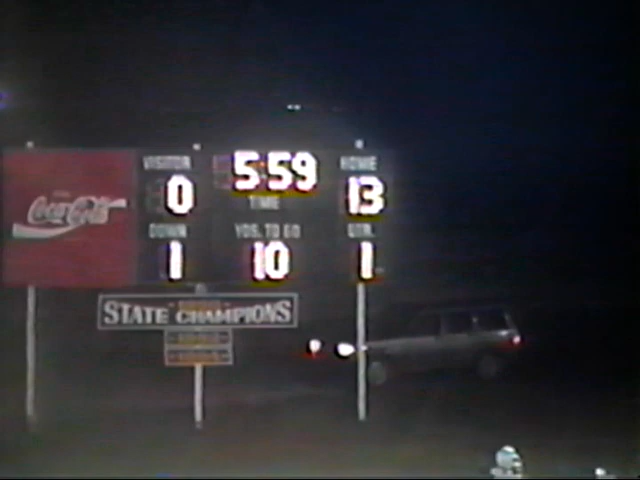 VISITOR 5:59 HOME
0 TIME 13
DOWN YDS. TO GO QTR.
1 10 1
Coca-Cola
STATE CHAMPIONS